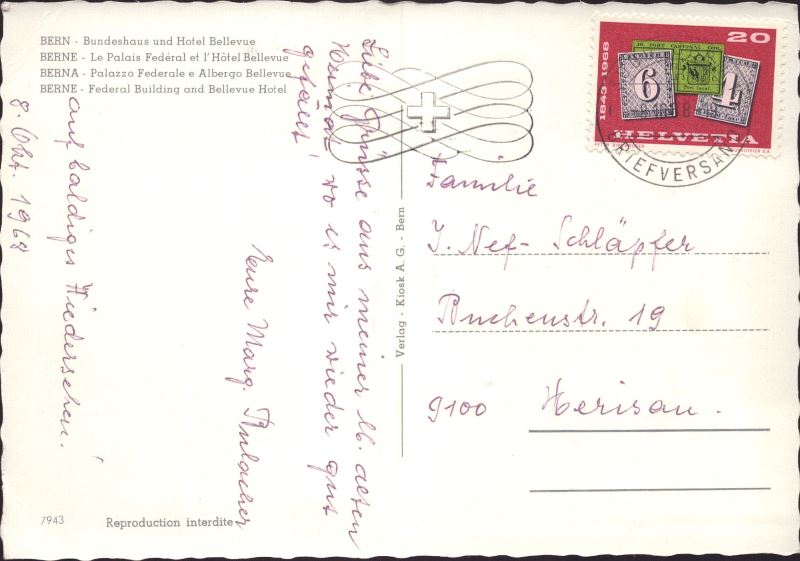 BERN - Bundeshaus und Hotel Bellevue
BERNE - Le Palais Fédéral et l'Hôtel Bellevue
BERNA - Palazzo Federale e Albergo Bellevue
BERNE - Federal Building and Bellevue Hotel
Liebe Grüsse aus meiner lb. alten
Heimat wo es mir wieder gut
gefällt!
Eure Marg.
auf baldiges Wiedersehen!
8. Okt. 1968
7943
Reproduction interdite
Verlag - Kiosk A. G. - Bern
20
1843-1968
6
4
HELVETIA
BRIEFVERSAN
Familie
J. Nef-Schläpfer
Buchenstr. 19
9100 Herisau.